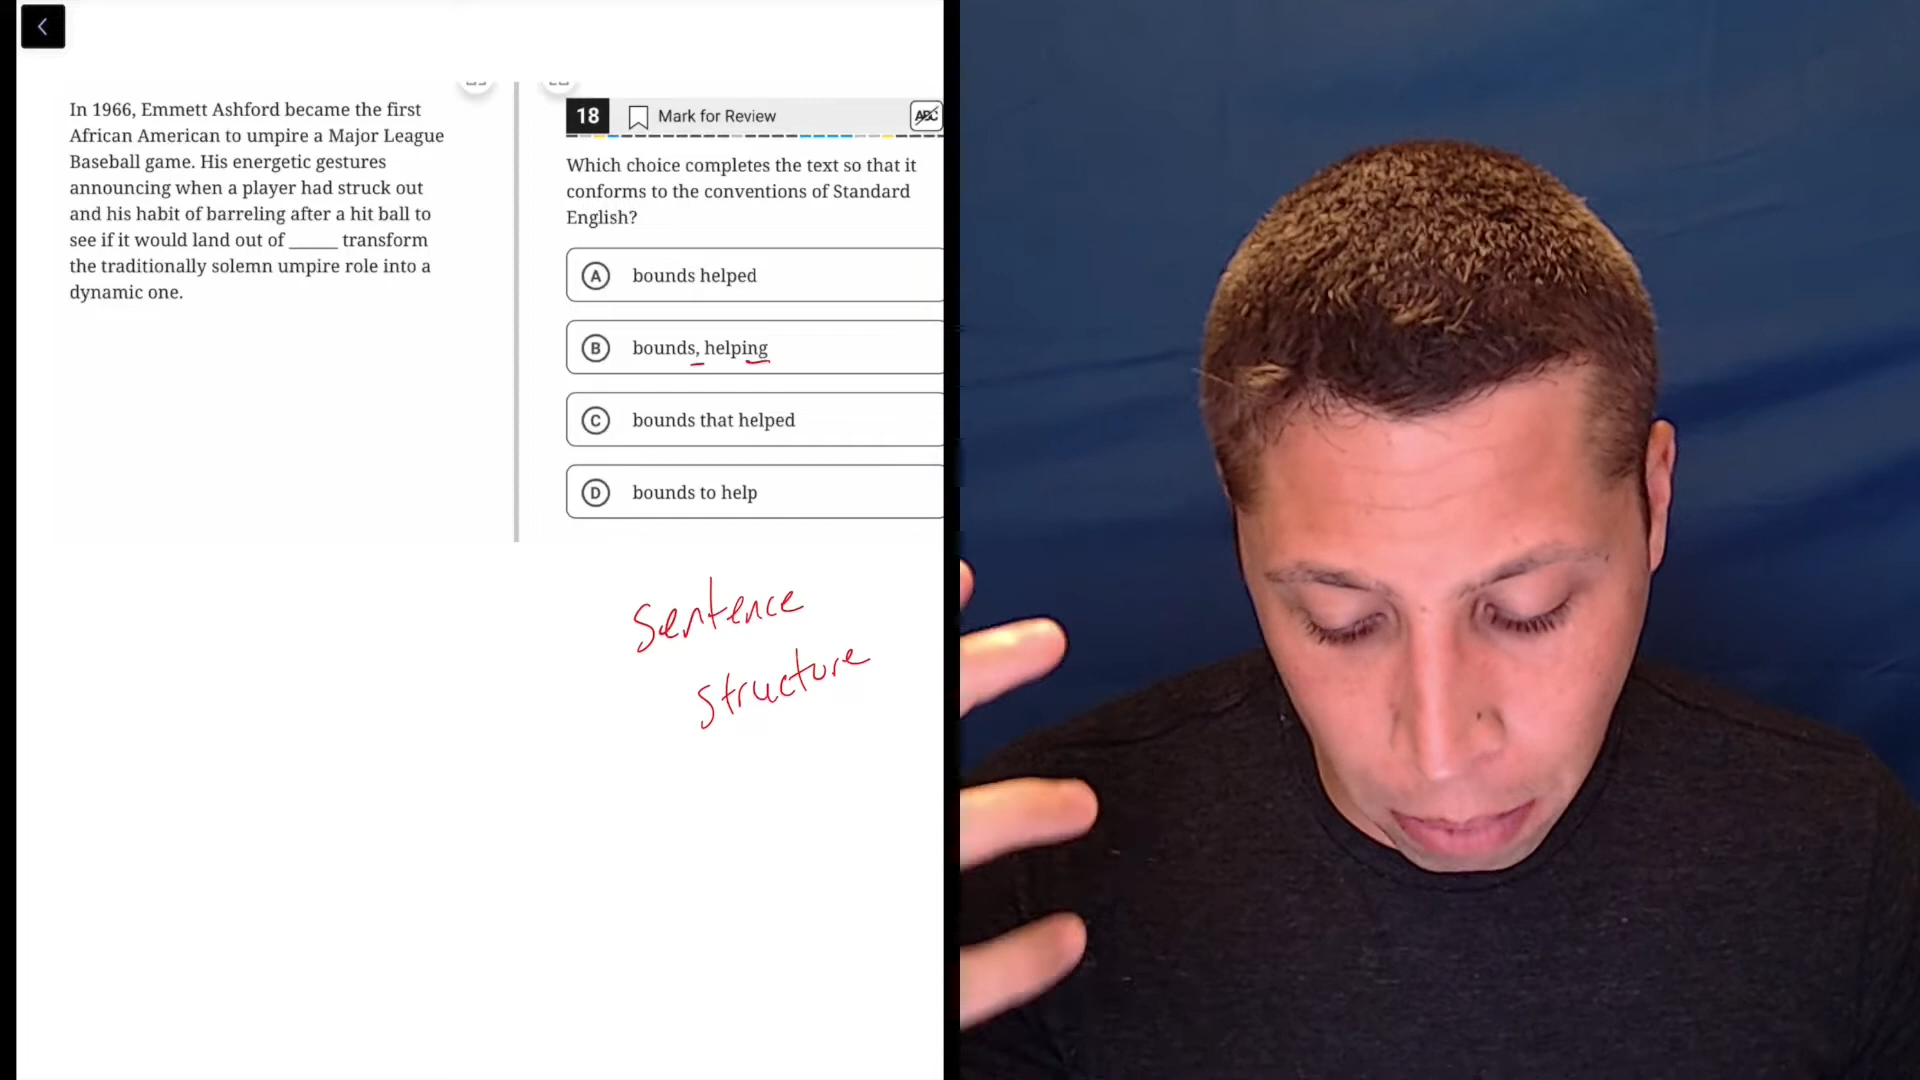 In 1966, Emmett Ashford became the first
African American to umpire a Major League
Baseball game. His energetic gestures
announcing when a player had struck out
and his habit of barreling after a hit ball to
see if it would land out of ______ transform
the traditionally solemn umpire role into a
dynamic one.
18 Mark for Review ABC
Which choice completes the text so that it
conforms to the conventions of Standard
English?
A bounds helped
B bounds, helping
C bounds that helped
D bounds to help
Sentence
structure